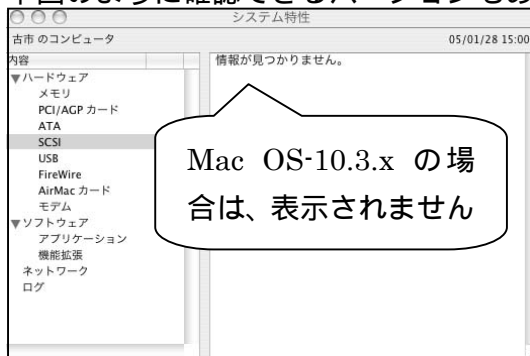 下図のように確認できるバージョンもあ
システム特性
古市 のコンピュータ
05/01/28 15:00
内容
情報が見つかりません。
▼ハードウェア
メモリ
PCI/AGP カード
ATA
SCSI
USB
FireWire
AirMac カード
モデム
▼ソフトウェア
アプリケーション
機能拡張
ネットワーク
ログ
Mac OS-10.3.x の場
合は、表示されません